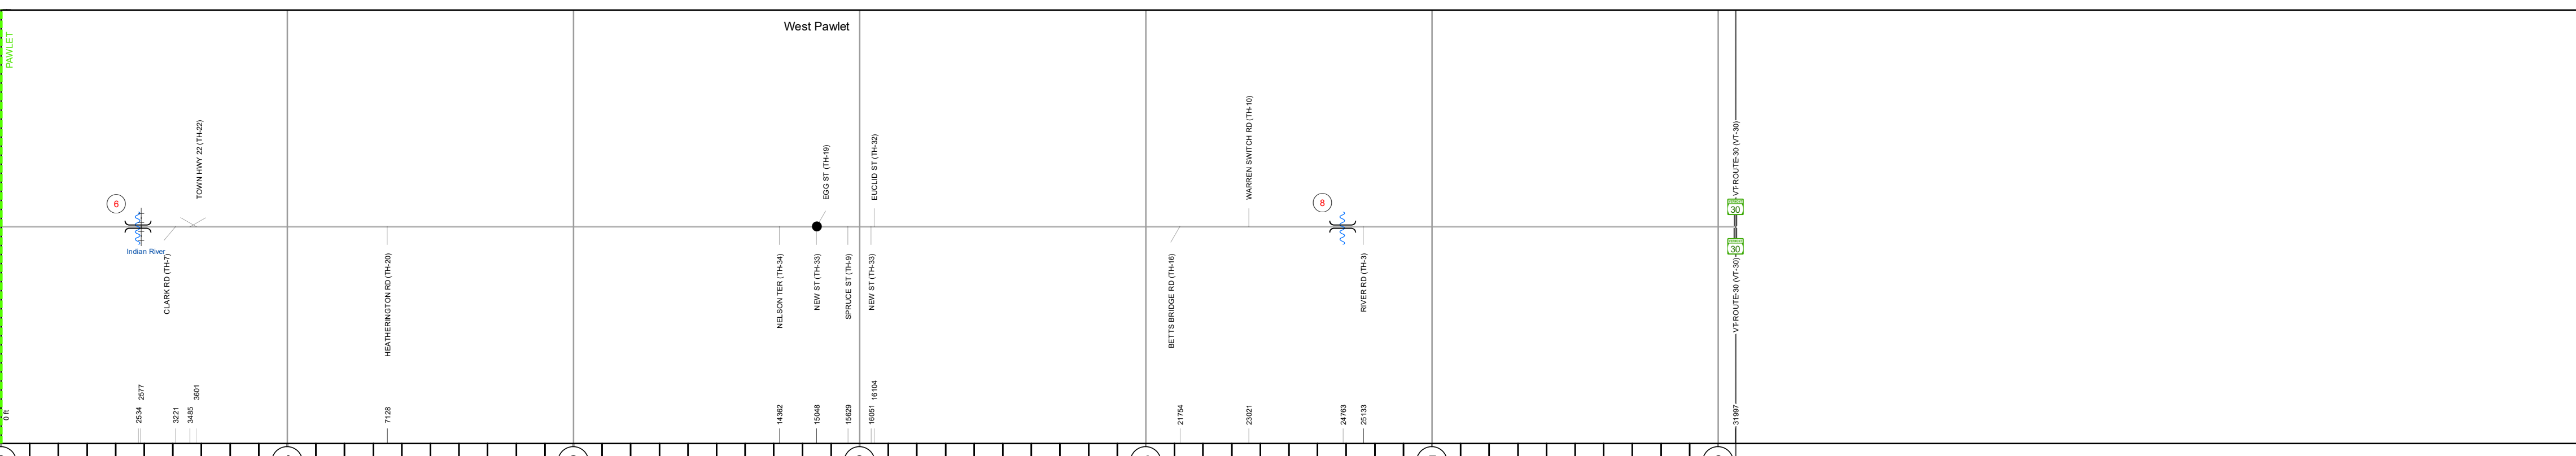 West Pawlet
PAWLET
6
Indian River
CLARK RD (TH-7)
TOWN HWY 22 (TH-22)
HEATHERINGTON RD (TH-20)
NELSON TER (TH-34)
NEW ST (TH-33)
EGG ST (TH-19)
SPRUCE ST (TH-9)
NEW ST (TH-33)
EUCLID ST (TH-32)
BETTS BRIDGE RD (TH-16)
WARREN SWITCH RD (TH-10)
8
RIVER RD (TH-3)
VT-ROUTE-30 (VT-30)
30
30
VT-ROUTE-30 (VT-30)
0 ft
2534
2577
3221
3485
3601
7128
14362
15048
15629
16051
16104
21754
23021
24763
25133
31997